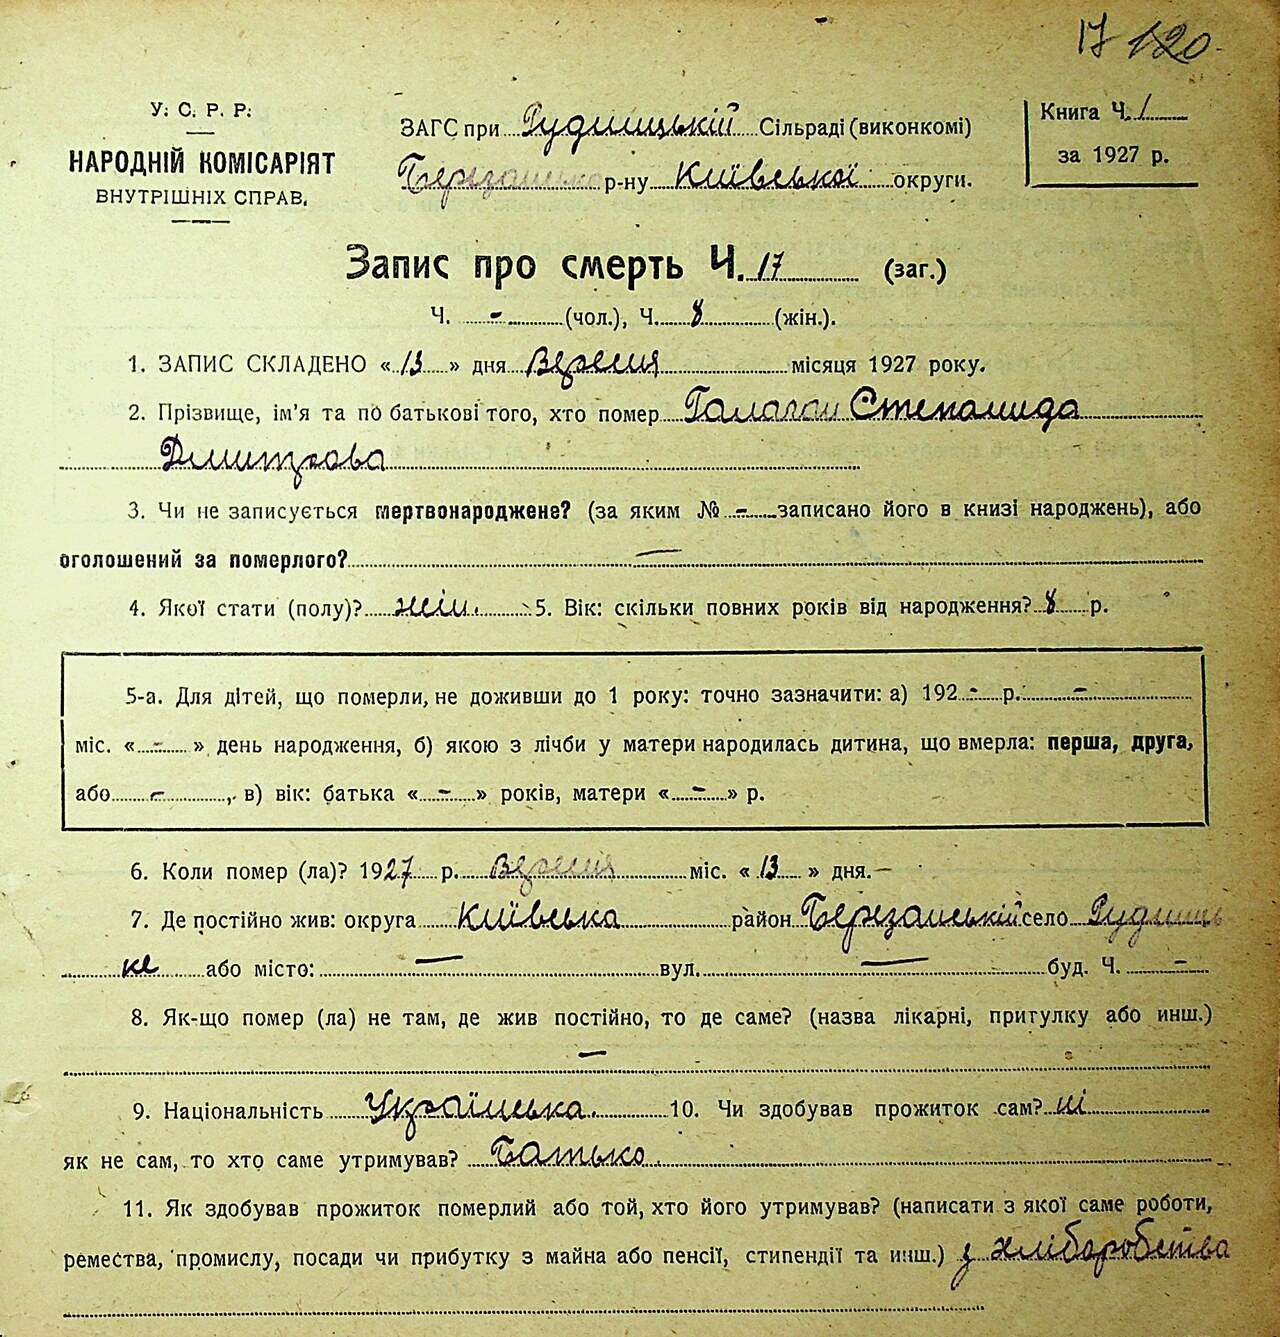 17 120
У. С. Р. Р.
НАРОДНІЙ КОМІСАРІЯТ
ВНУТРІШНІХ СПРАВ.
ЗАГС при Рудницькій Сільраді (виконкомі)
р-ну Київської округи.
Книга Ч. 1
за 1927 р.
Запис про смерть Ч. 17 (заг.)
Ч. - (чол.), Ч. 8 (жін.).
1. ЗАПИС СКЛАДЕНО «13» дня Вересня місяця 1927 року.
2. Прізвище, ім'я та по батькові того, хто помер Галаган Степанида
Дмитрова
3. Чи не записується мертвонароджене? (за яким № - записано його в книзі народжень), або
оголошений за померлого? —
4. Якої стати (полу)? жін. 5. Вік: скільки повних років від народження? 8 р.
5-а. Для дітей, що померли, не доживши до 1 року: точно зазначити: а) 192 - р. -
міс. « - » день народження, б) якою з лічби у матери народилась дитина, що вмерла: перша, друга,
або - , в) вік: батька « - » років, матери « - » р.
6. Коли помер (ла)? 1927 р. Вересня міс. «13» дня. —
7. Де постійно жив: округа Київська район Березанський село Рудниць
ке або місто: — вул. — буд. Ч. -
8. Як-що помер (ла) не там, де жив постійно, то де саме? (назва лікарні, притулку або инш.)
—
9. Національність Українська. 10. Чи здобував прожиток сам? ні
як не сам, то хто саме утримував? Батько.
11. Як здобував прожиток померлий або той, хто його утримував? (написати з якої саме роботи,
ремества, промислу, посади чи прибутку з майна або пенсії, стипендії та инш.) з хліборобства